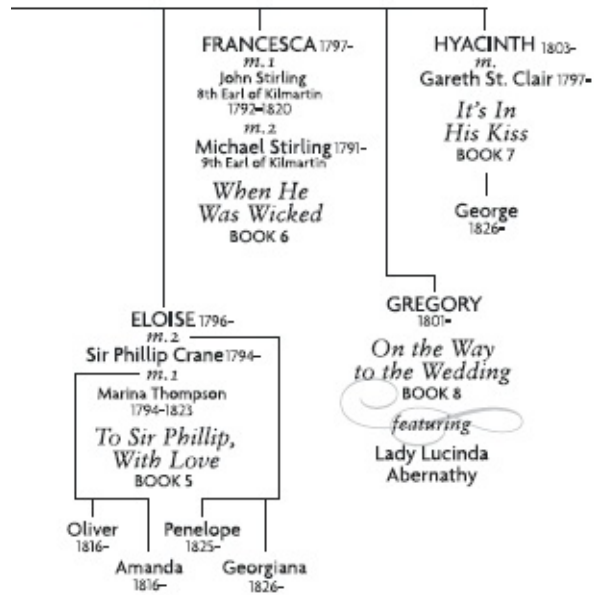 FRANCESCA 1797-
m.1
John Stirling
8th Earl of Kilmartin
1792-1820
m.2
Michael Stirling 1791-
9th Earl of Kilmartin
When He
Was Wicked
BOOK 6
HYACINTH 1803-
m.
Gareth St. Clair 1797-
It's In
His Kiss
BOOK 7
George
1826-
ELOISE 1796-
m.2
Sir Phillip Crane 1794-
m.1
Marina Thompson
1794-1823
To Sir Phillip,
With Love
BOOK 5
Oliver
1816-
Amanda
1816-
Penelope
1825-
Georgiana
1826-
GREGORY
1801-
On the Way
to the Wedding
BOOK 8
featuring
Lady Lucinda
Abernathy